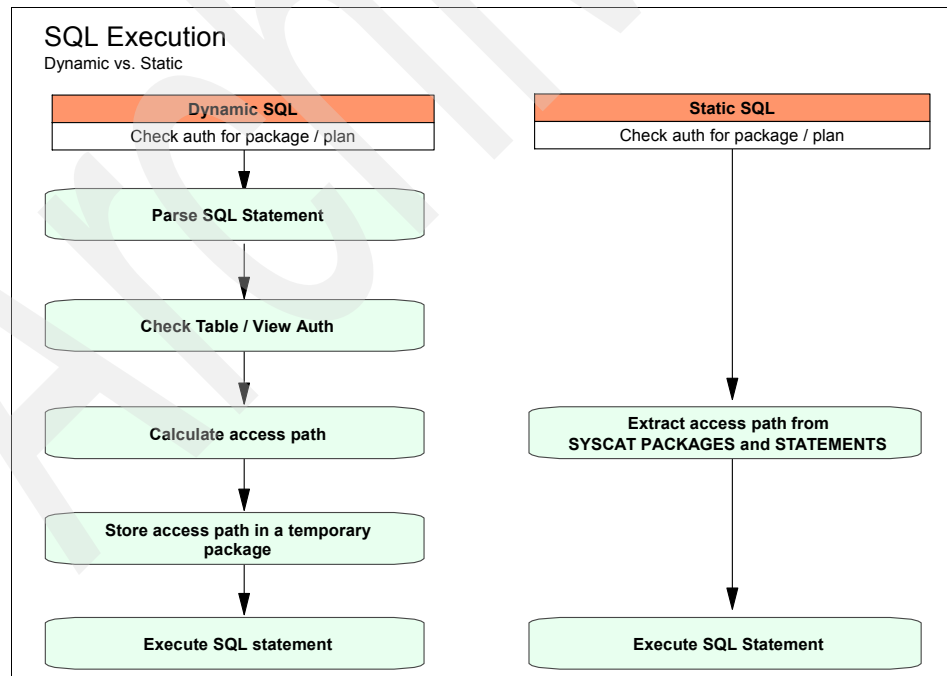 SQL Execution
Dynamic vs. Static
Dynamic SQL
Check auth for package / plan
Parse SQL Statement
Check Table / View Auth
Calculate access path
Store access path in a temporary
package
Execute SQL statement
Static SQL
Check auth for package / plan
Extract access path from
SYSCAT PACKAGES and STATEMENTS
Execute SQL Statement